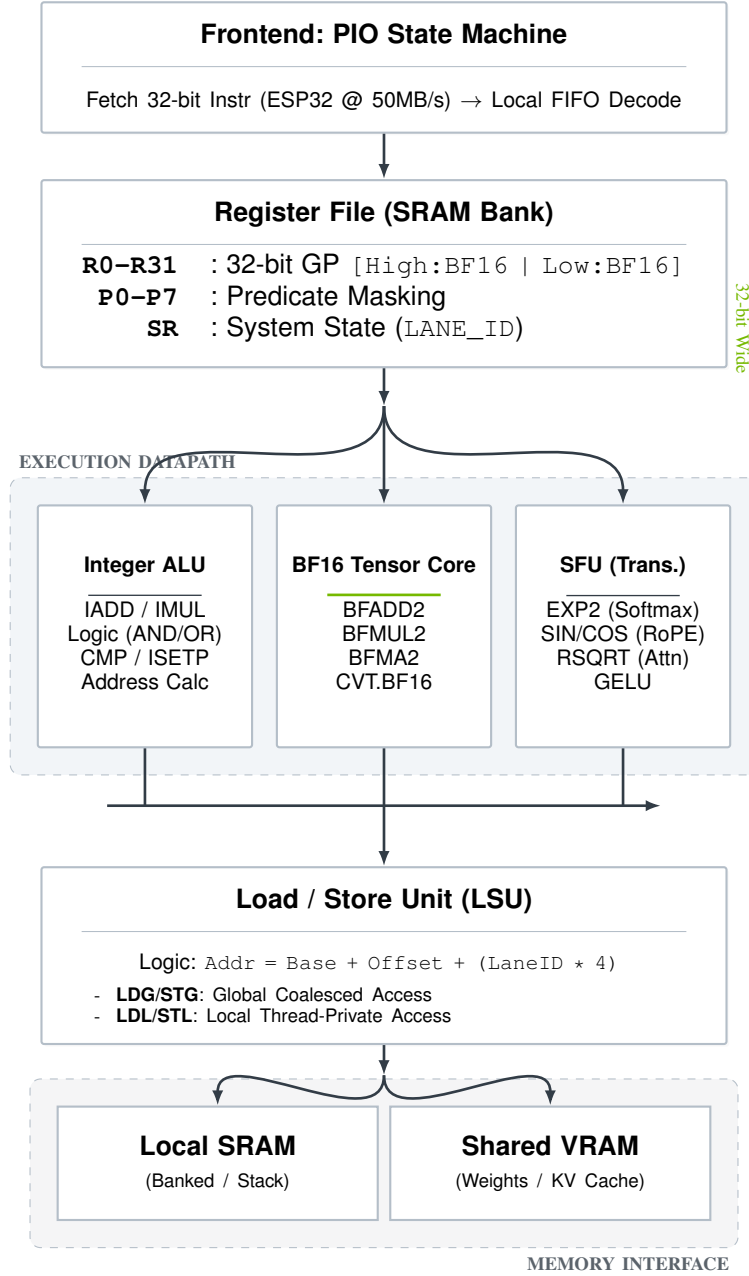 Frontend: PIO State Machine
Fetch 32-bit Instr (ESP32 @ 50MB/s) → Local FIFO Decode
Register File (SRAM Bank)
R0–R31 : 32-bit GP [High:BF16 | Low:BF16]
P0–P7 : Predicate Masking
SR : System State (LANE_ID)
32-bit Wide
EXECUTION DATAPATH
Integer ALU
IADD / IMUL
Logic (AND/OR)
CMP / ISETP
Address Calc
BF16 Tensor Core
BFADD2
BFMUL2
BFMA2
CVT.BF16
SFU (Trans.)
EXP2 (Softmax)
SIN/COS (RoPE)
RSQRT (Attn)
GELU
Load / Store Unit (LSU)
Logic: Addr = Base + Offset + (LaneID * 4)
- LDG/STG: Global Coalesced Access
- LDL/STL: Local Thread-Private Access
Local SRAM
(Banked / Stack)
Shared VRAM
(Weights / KV Cache)
MEMORY INTERFACE